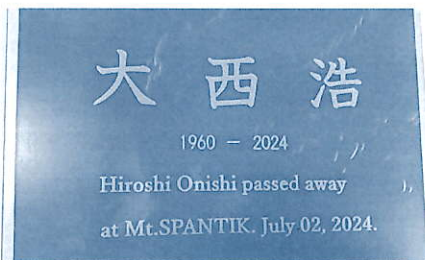 大西浩
1960 － 2024
Hiroshi Onishi passed away
at Mt.SPANTIK. July 02, 2024.